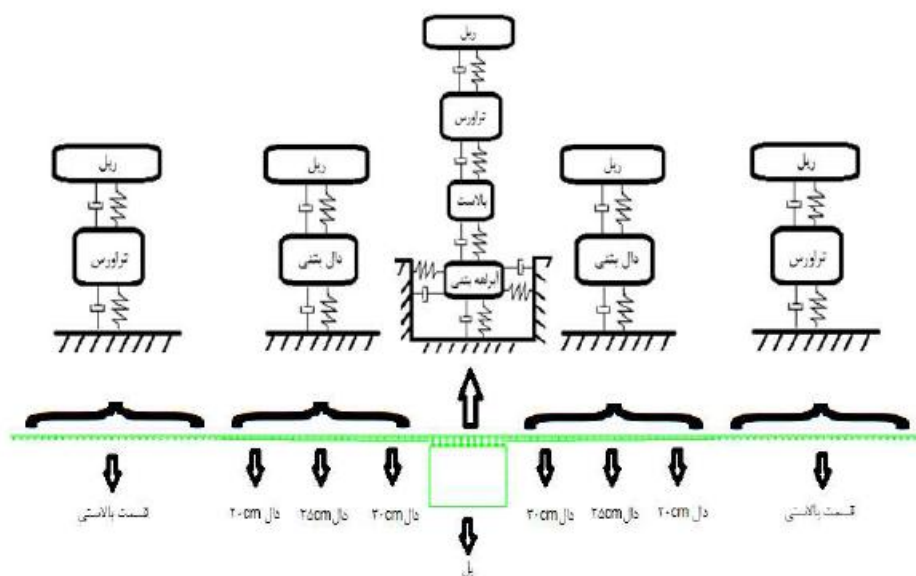 ریل
تراورس
ریل
ریل
بالاست
ریل
ریل
تراورس
دال بتنی
ابراهه بتنی
دال بتنی
تراورس
قسمت بالاستی
دال ۲۰cm
دال ۲۵cm
دال ۳۰cm
دال ۳۰cm
دال ۲۵cm
دال ۲۰cm
قسمت بالاستی
پل